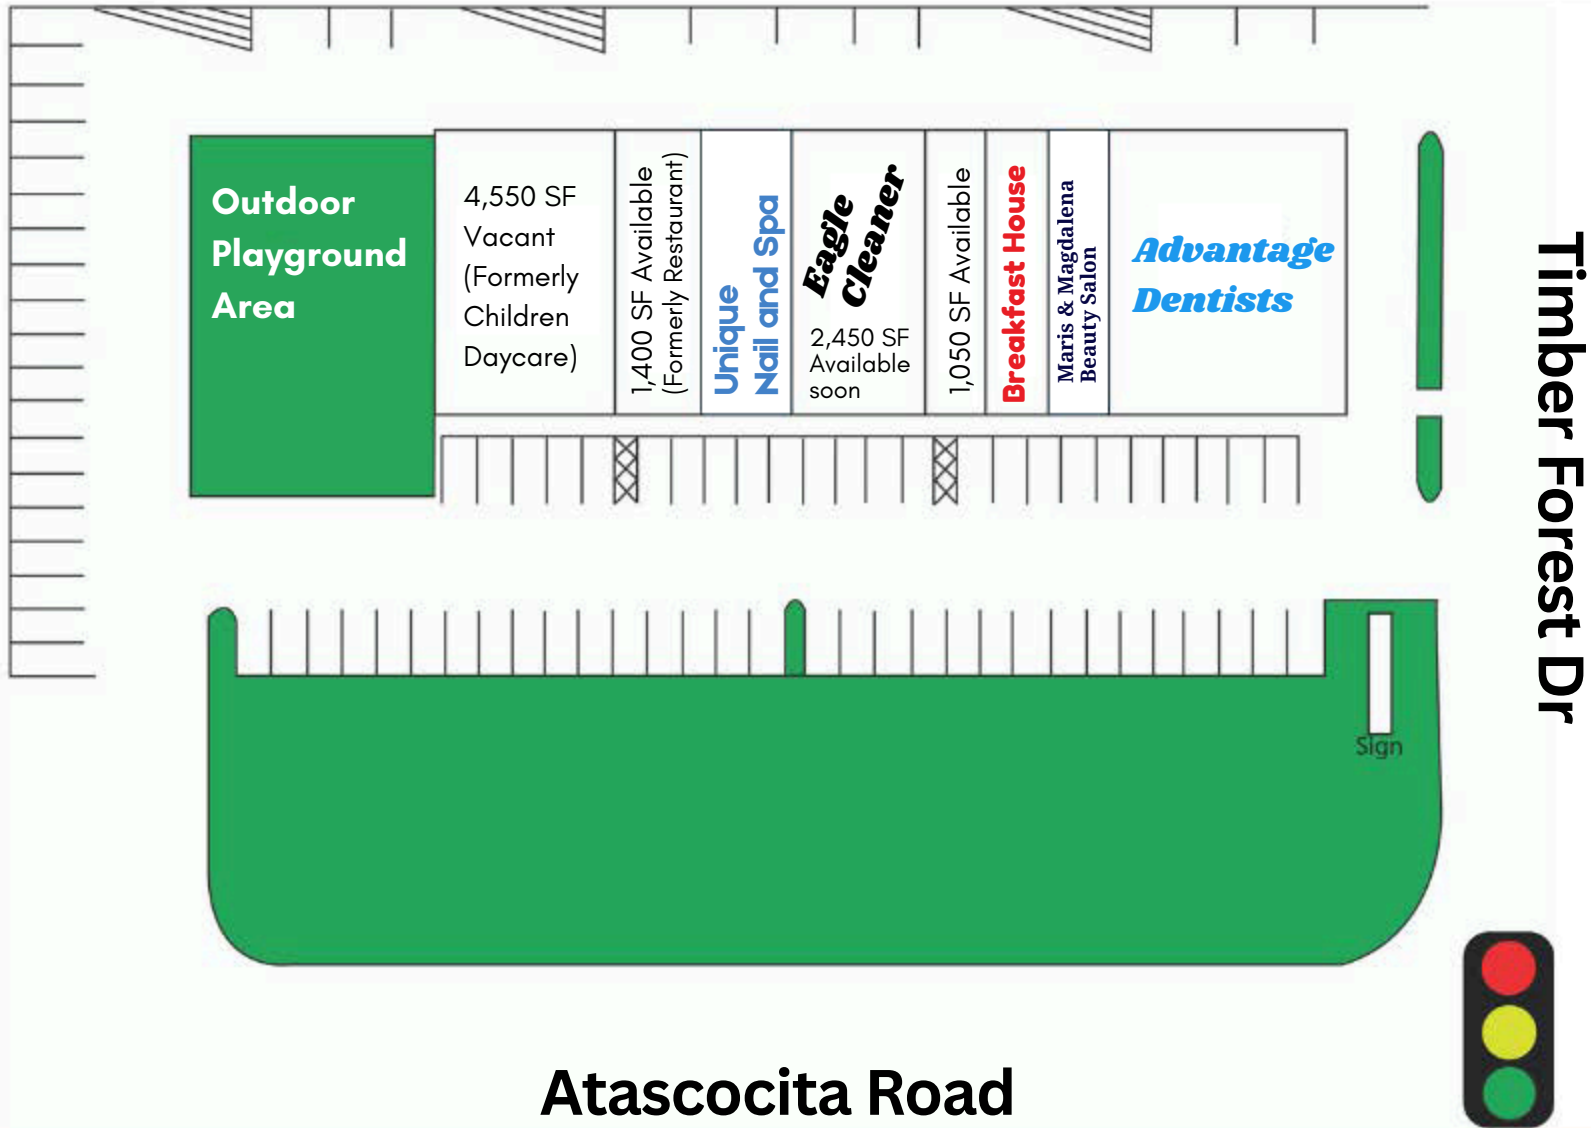 Outdoor
Playground
Area
4,550 SF
Vacant
(Formerly
Children
Daycare)
1,400 SF Available
(Formerly Restaurant)
Unique
Nail and Spa
Eagle
Cleaner
2,450 SF
Available
soon
1,050 SF Available
Breakfast House
Maris & Magdalena
Beauty Salon
Advantage
Dentists
Timber Forest Dr
Sign
Atascocita Road